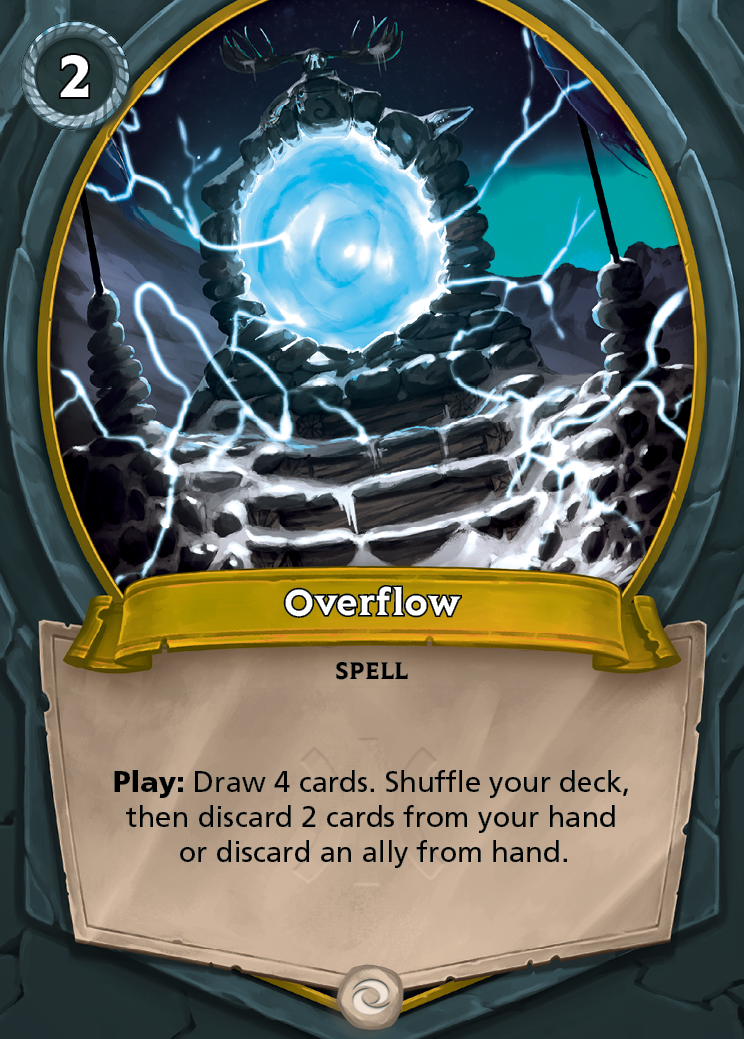 2
Overflow
SPELL
Play: Draw 4 cards. Shuffle your deck,
then discard 2 cards from your hand
or discard an ally from hand.